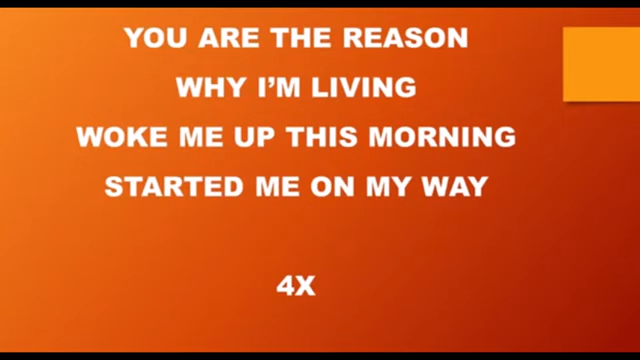 YOU ARE THE REASON
WHY I’M LIVING
WOKE ME UP THIS MORNING
STARTED ME ON MY WAY
4X